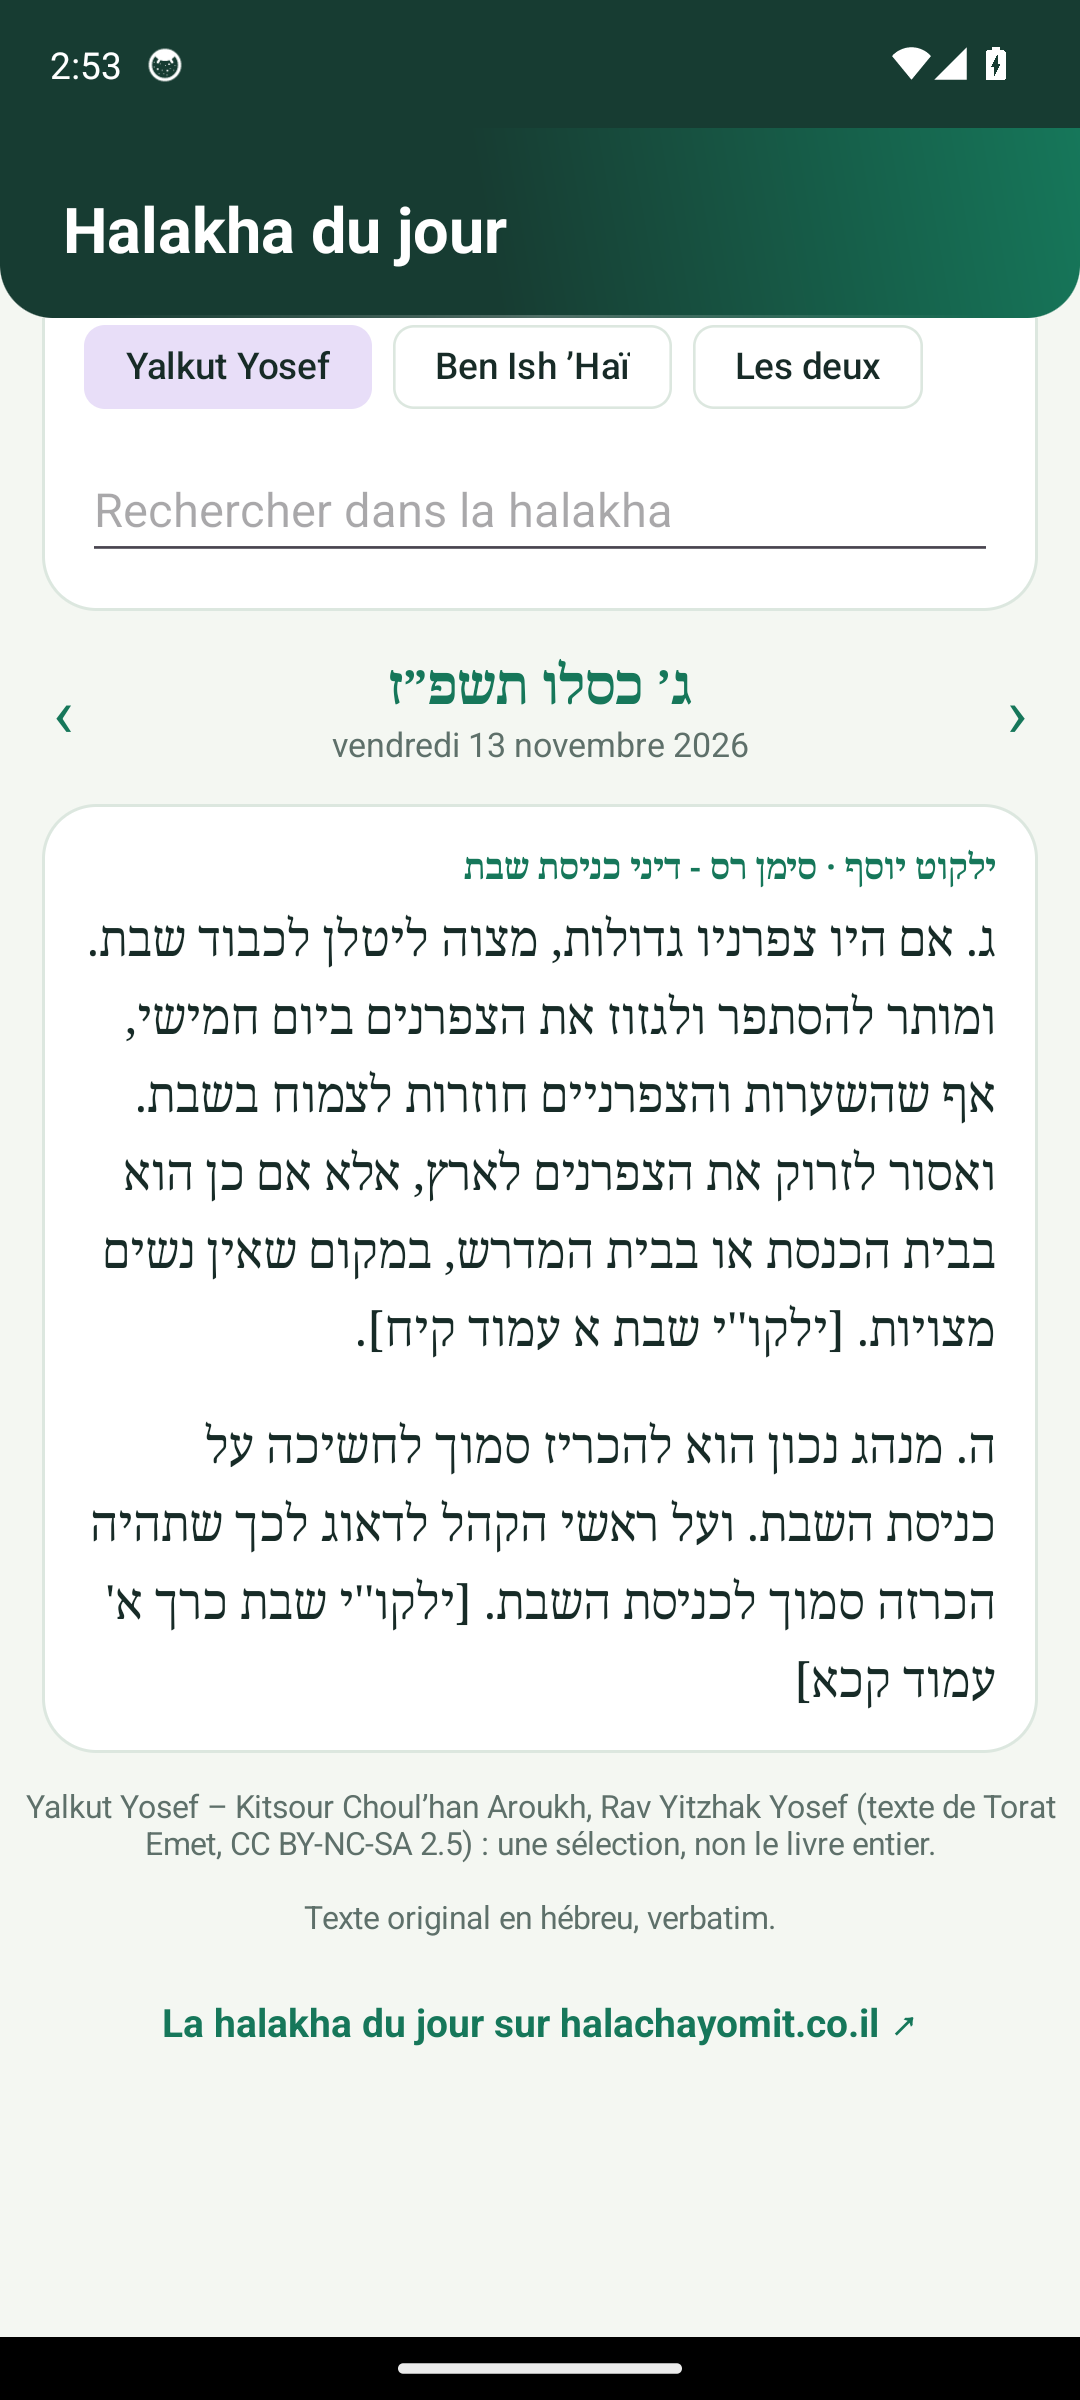 2:53
Halakha du jour
Yalkut Yosef
Ben Ish ’Haï
Les deux
Rechercher dans la halakha
ג׳ כסלו תשפ״ז
‹
›
vendredi 13 novembre 2026
ילקוט יוסף · סימן רס - דיני כניסת שבת
ג. אם היו צפרניו גדולות, מצוה ליטלן לכבוד שבת.
ומותר להסתפר ולגזוז את הצפרנים ביום חמישי,
אף שהשערות והצפרניים חוזרות לצמוח בשבת.
ואסור לזרוק את הצפרנים לארץ, אלא אם כן הוא
בבית הכנסת או בבית המדרש, במקום שאין נשים
מצויות. [ילקו''י שבת א עמוד קיח].
ה. מנהג נכון הוא להכריז סמוך לחשיכה על
כניסת השבת. ועל ראשי הקהל לדאוג לכך שתהיה
הכרזה סמוך לכניסת השבת. [ילקו''י שבת כרך א'
עמוד קכא]
Yalkut Yosef – Kitsour Choul’han Aroukh, Rav Yitzhak Yosef (texte de Torat
Emet, CC BY-NC-SA 2.5) : une sélection, non le livre entier.
Texte original en hébreu, verbatim.
La halakha du jour sur halachayomit.co.il ↗